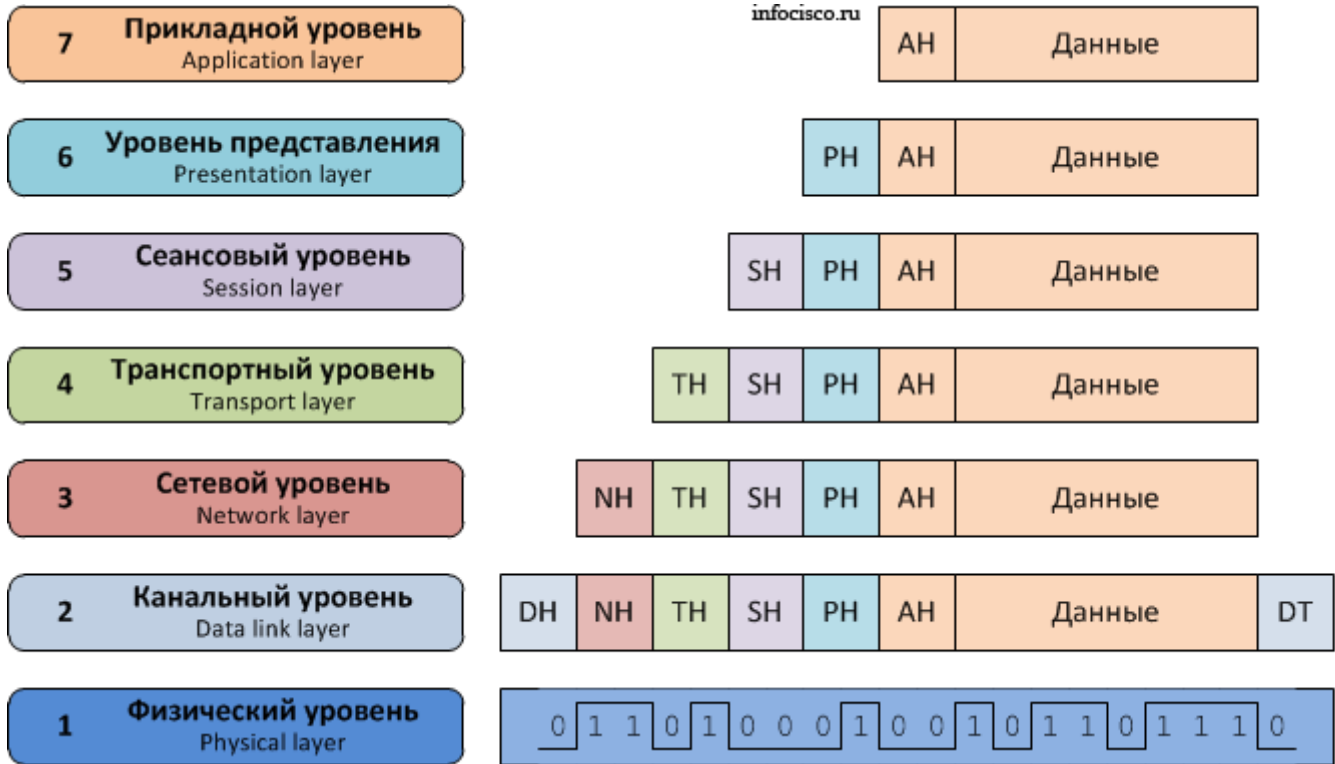 infocisco.ru
7 Прикладной уровень
Application layer
AH Данные
6 Уровень представления
Presentation layer
PH AH Данные
5 Сеансовый уровень
Session layer
SH PH AH Данные
4 Транспортный уровень
Transport layer
TH SH PH AH Данные
3 Сетевой уровень
Network layer
NH TH SH PH AH Данные
2 Канальный уровень
Data link layer
DH NH TH SH PH AH Данные DT
1 Физический уровень
Physical layer
0 1 1 0 1 0 0 0 1 0 0 1 0 1 1 0 1 1 1 0